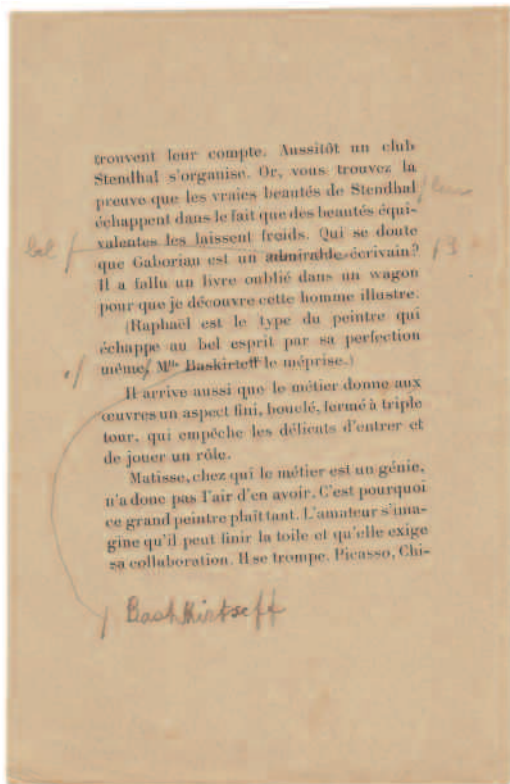 trouvent leur compte. Aussitôt un club
Stendhal s'organise. Or, vous trouvez la
preuve que les vraies beautés de Stendhal
échappent dans le fait que des beautés équi-
valentes les laissent froids. Qui se doute
que Gaboriau est un admirable écrivain?
Il a fallu un livre oublié dans un wagon
pour que je découvre cette homme illustre.
(Raphaël est le type du peintre qui
échappe au bel esprit par sa perfection
même, Mlle Baskirteff le méprise.)
Il arrive aussi que le métier donne aux
œuvres un aspect fini, bouclé, fermé à triple
tour, qui empêche les délicats d'entrer et
de jouer un rôle.
Matisse, chez qui le métier est un génie,
n'a donc pas l'air d'en avoir. C'est pourquoi
ce grand peintre plaît tant. L'amateur s'ima-
gine qu'il peut finir la toile et qu'elle exige
sa collaboration. Il se trompe. Picasso, Chi-
Bashkirtseff